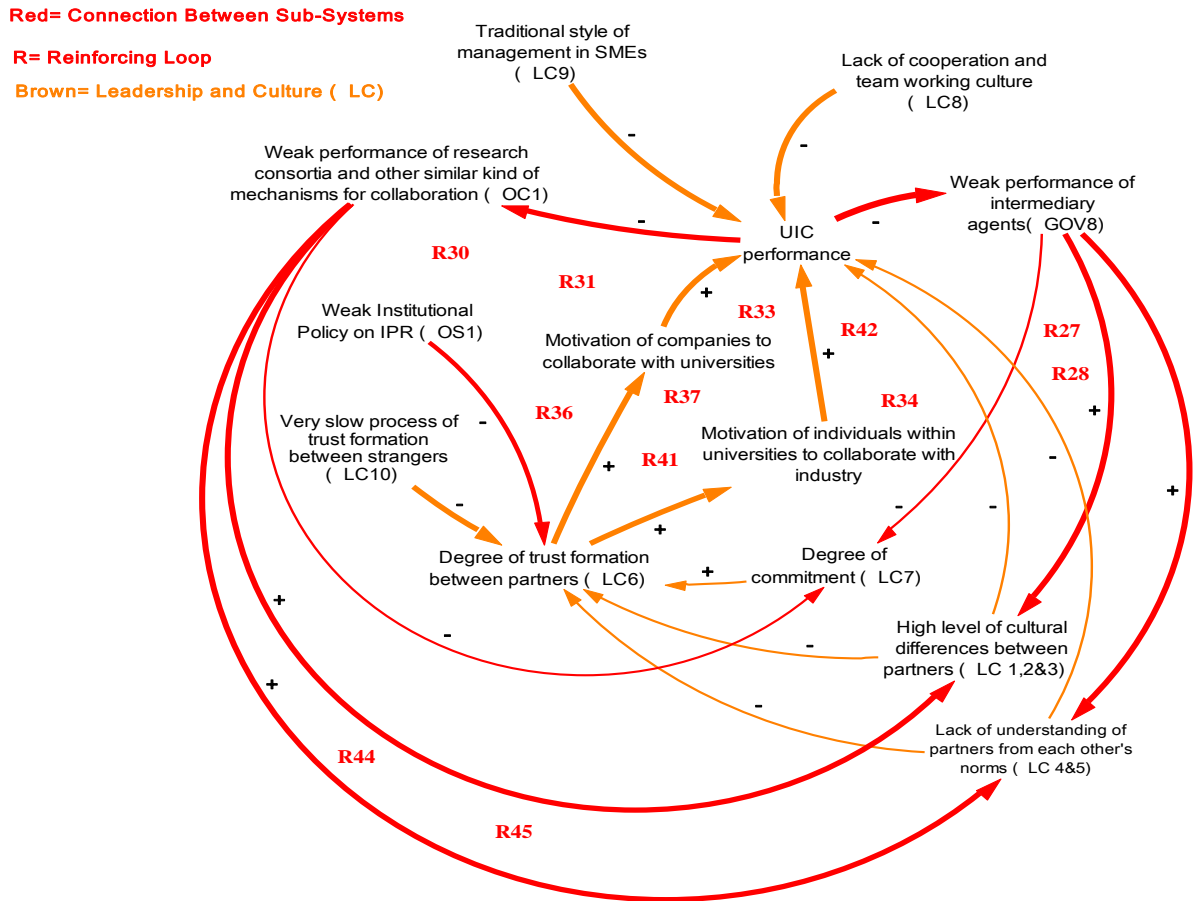 Red= Connection Between Sub-Systems
R= Reinforcing Loop
Brown= Leadership and Culture ( LC)
Traditional style of
management in SMEs
( LC9)
Lack of cooperation and
team working culture
( LC8)
-
-
Weak performance of research
consortia and other similar kind of
mechanisms for collaboration ( OC1)
Weak performance of
intermediary
agents( GOV8)
-
-
UIC
performance
R30
R31
R33
R42
R27
R28
+
+
+
Weak Institutional
Policy on IPR ( OS1)
Motivation of companies to
collaborate with universities
R36
R37
R34
R41
-
Very slow process of
trust formation
between strangers
( LC10)
Motivation of individuals within
universities to collaborate with
industry
-
+
+
-
+
-
-
-
Degree of trust formation
between partners ( LC6)
+
Degree of
commitment ( LC7)
+
-
-
High level of cultural
differences between
partners ( LC 1,2&3)
+
-
Lack of understanding of
partners from each other's
norms ( LC 4&5)
R44
R45